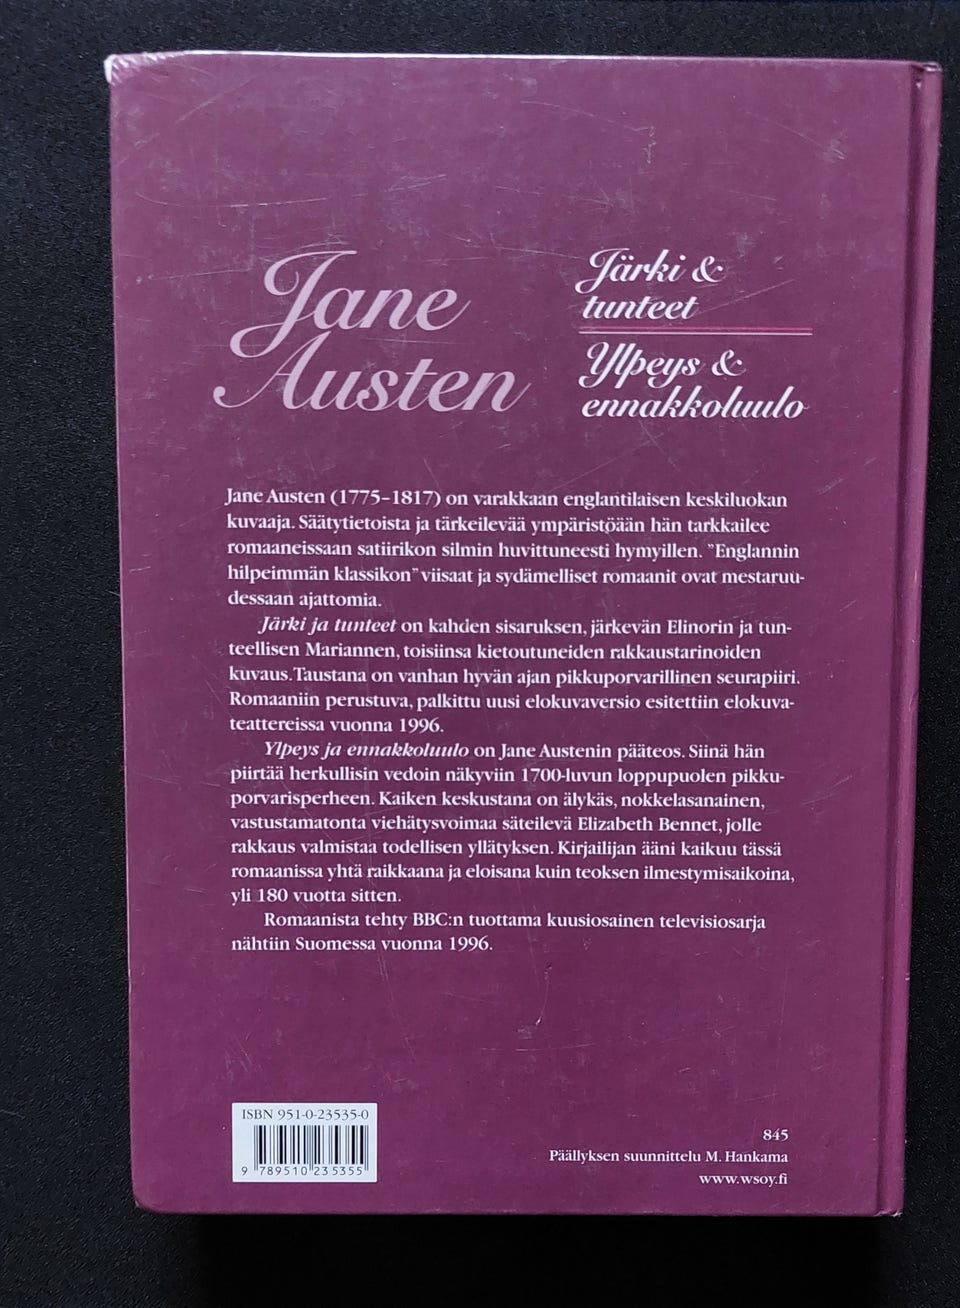 Jane
Austen
Järki &
tunteet
Ylpeys &
ennakkoluulo
Jane Austen (1775–1817) on varakkaan englantilaisen keskiluokan
kuvaaja. Säätytietoista ja tärkeilevää ympäristöään hän tarkkailee
romaaneissaan satiirikon silmin huvittuneesti hymyillen. ”Englannin
hilpeimmän klassikon” viisaat ja sydämelliset romaanit ovat mestaruu-
dessaan ajattomia.
Järki ja tunteet on kahden sisaruksen, järkevän Elinorin ja tun-
teellisen Mariannen, toisiinsa kietoutuneiden rakkaustarinoiden
kuvaus. Taustana on vanhan hyvän ajan pikkuporvarillinen seurapiiri.
Romaaniin perustuva, palkittu uusi elokuvaversio esitettiin elokuva-
teattereissa vuonna 1996.
Ylpeys ja ennakkoluulo on Jane Austenin pääteos. Siinä hän
piirtää herkullisin vedoin näkyviin 1700-luvun loppupuolen pikku-
porvarisperheen. Kaiken keskustana on älykäs, nokkelasanainen,
vastustamatonta viehätysvoimaa säteilevä Elizabeth Bennet, jolle
rakkaus valmistaa todellisen yllätyksen. Kirjailijan ääni kaikuu tässä
romaanissa yhtä raikkaana ja eloisana kuin teoksen ilmestymisaikoina,
yli 180 vuotta sitten.
Romaanista tehty BBC:n tuottama kuusiosainen televisiosarja
nähtiin Suomessa vuonna 1996.
ISBN 951-0-23535-0
9 789510 235355
845
Päällyksen suunnittelu M. Hankama
www.wsoy.fi